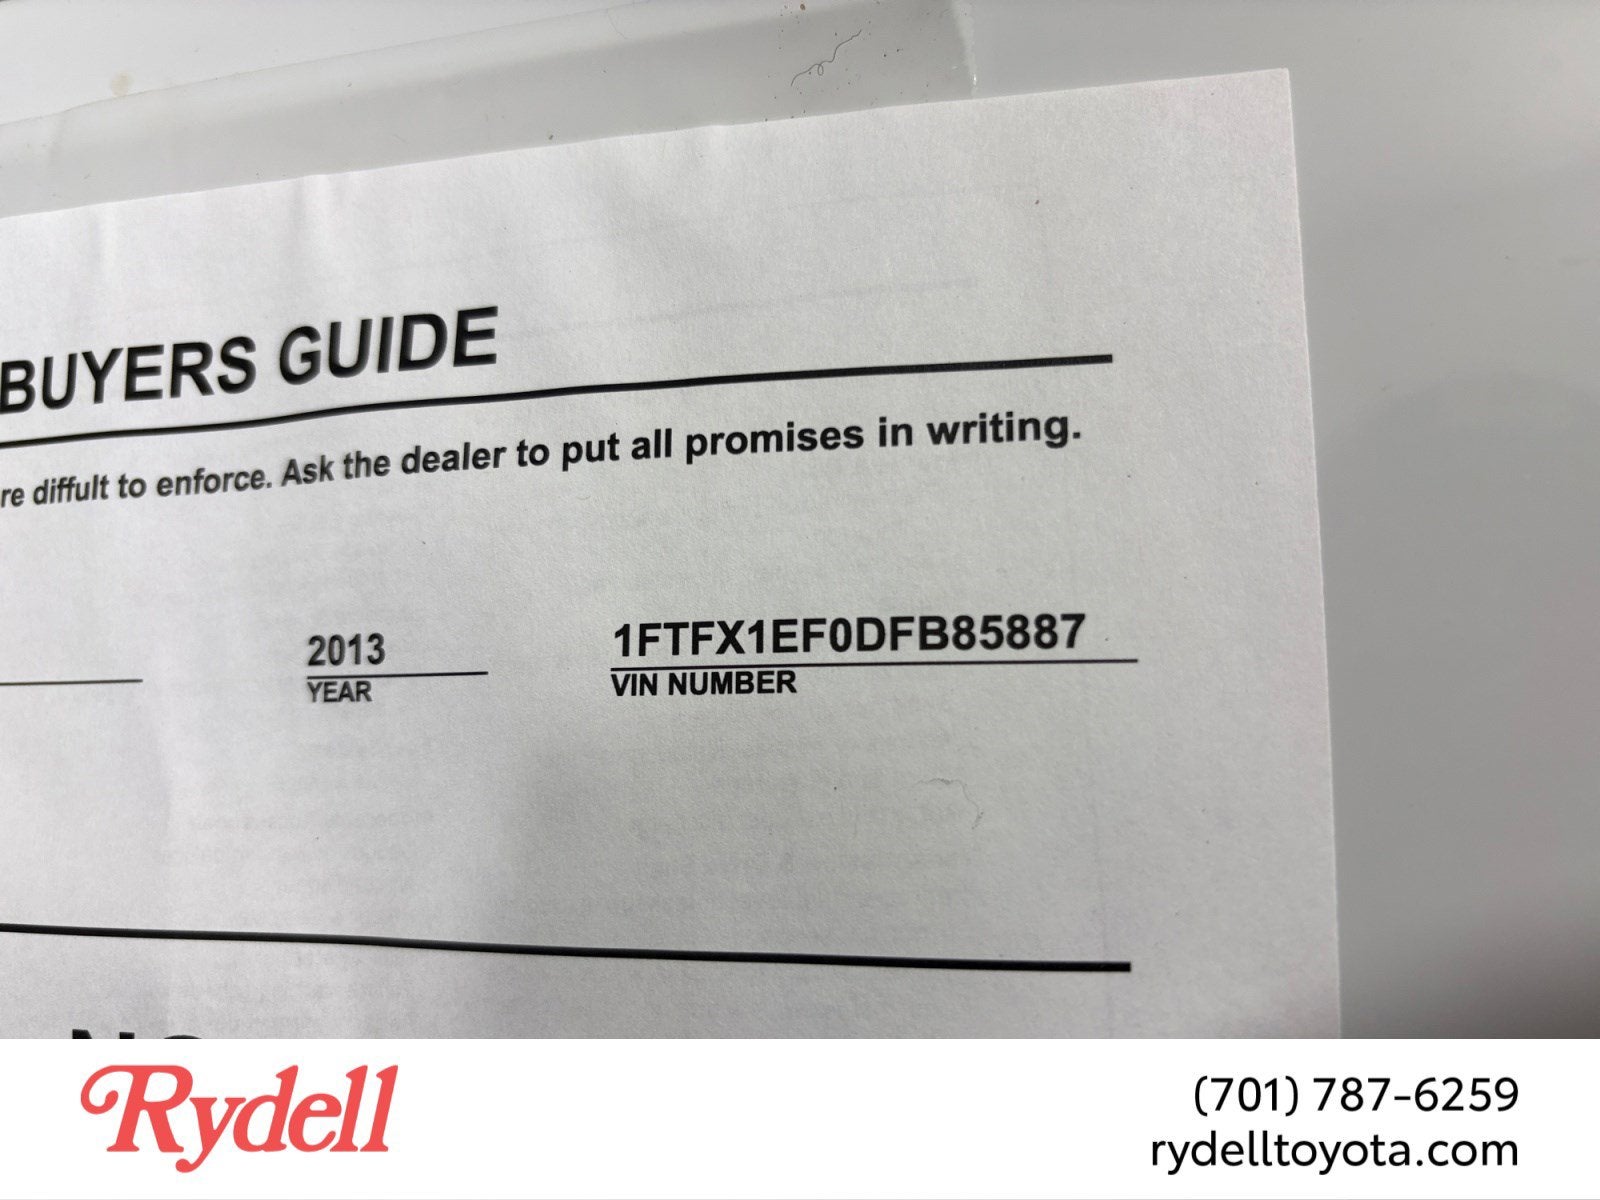 BUYERS GUIDE
re diffult to enforce. Ask the dealer to put all promises in writing.
2013 1FTFX1EF0DFB85887
YEAR VIN NUMBER
Rydell
(701) 787-6259
rydelltoyota.com